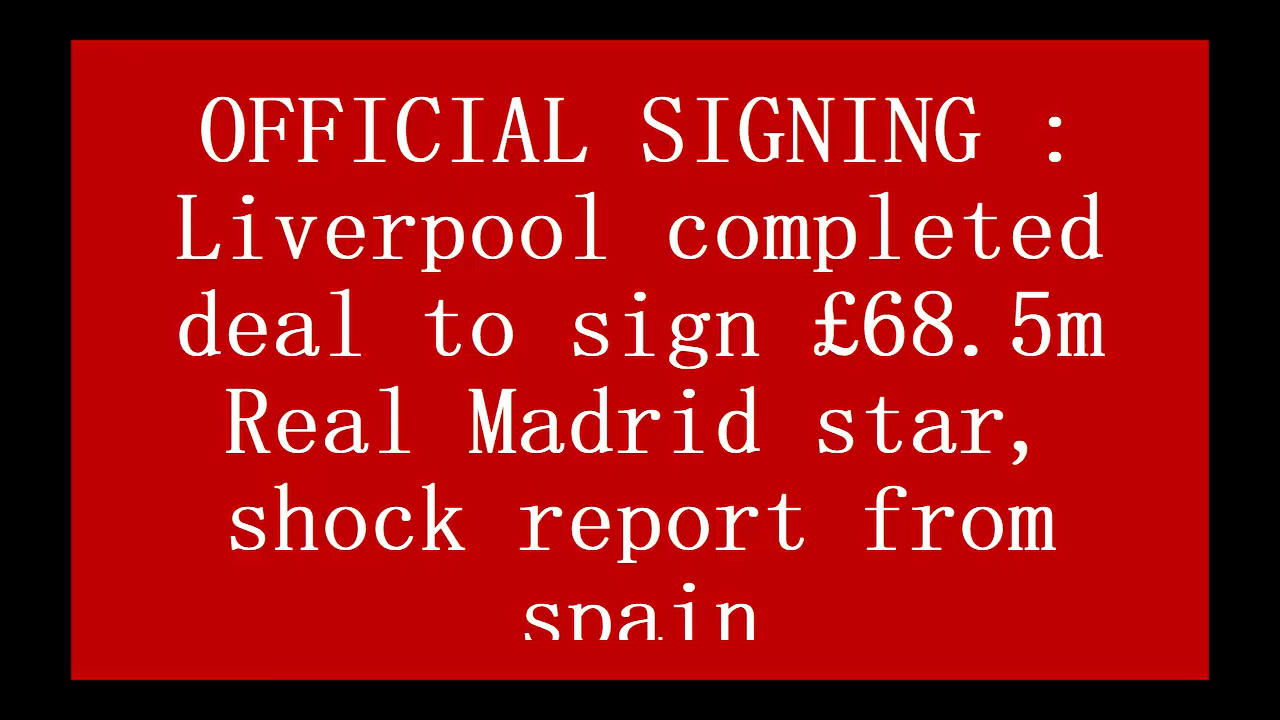 OFFICIAL SIGNING :
Liverpool completed
deal to sign £68.5m
Real Madrid star,
shock report from
spain